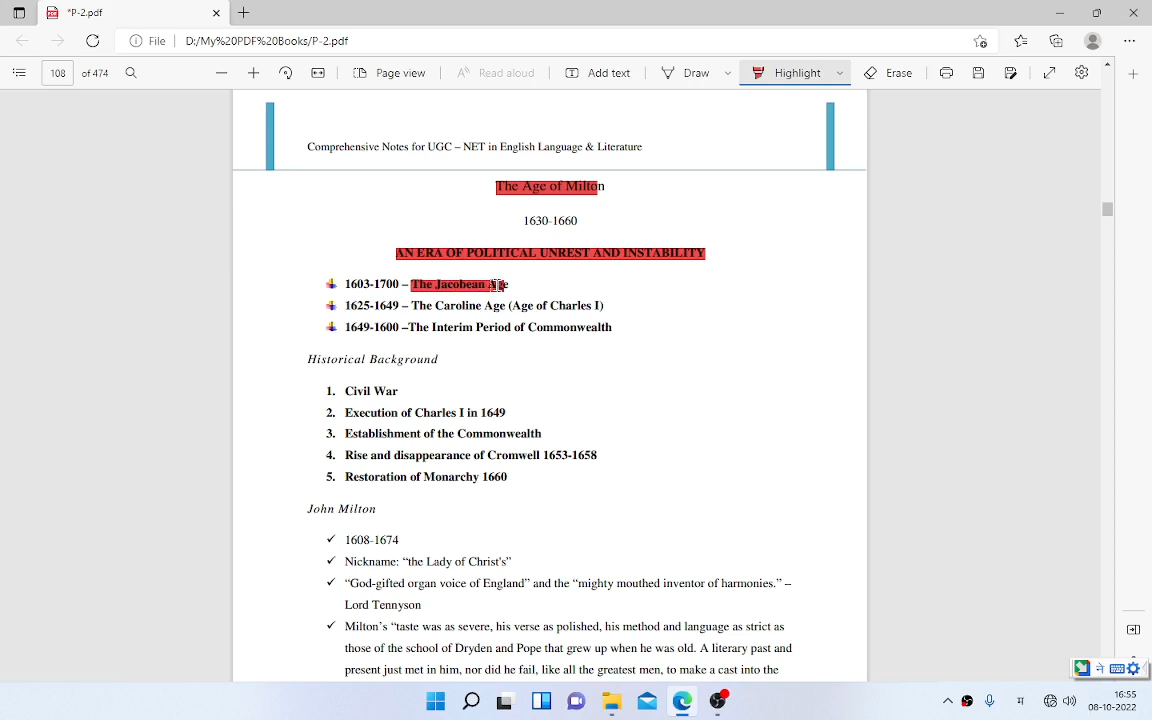 *P-2.pdf
File
D:/My%20PDF%20Books/P-2.pdf
108 of 474
Page view
Read aloud
Add text
Draw
Highlight
Erase
Comprehensive Notes for UGC – NET in English Language & Literature
The Age of Milton
1630-1660
AN ERA OF POLITICAL UNREST AND INSTABILITY
1603-1700 – The Jacobean Age
1625-1649 – The Caroline Age (Age of Charles I)
1649-1600 –The Interim Period of Commonwealth
Historical Background
1. Civil War
2. Execution of Charles I in 1649
3. Establishment of the Commonwealth
4. Rise and disappearance of Cromwell 1653-1658
5. Restoration of Monarchy 1660
John Milton
✓ 1608-1674
✓ Nickname: “the Lady of Christ's”
✓ “God-gifted organ voice of England” and the “mighty mouthed inventor of harmonies.” –
Lord Tennyson
✓ Milton’s “taste was as severe, his verse as polished, his method and language as strict as
those of the school of Dryden and Pope that grew up when he was old. A literary past and
present just met in him, nor did he fail, like all the greatest men, to make a cast into the
ने
म
16:55
08-10-2022